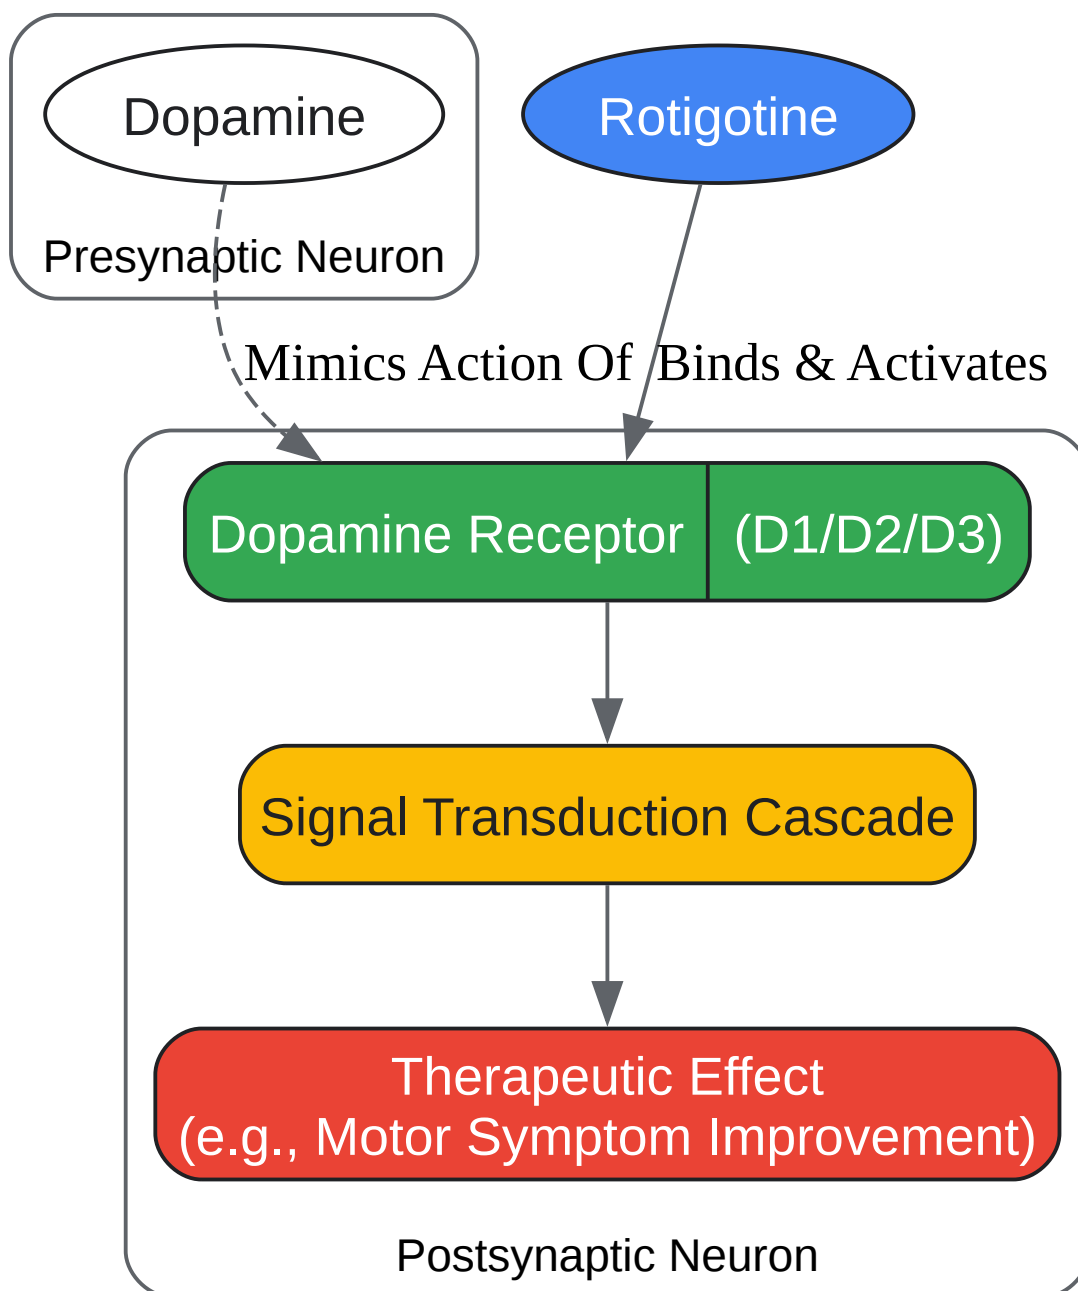 Dopamine
Rotigotine
Presynaptic Neuron
Mimics Action Of
Binds & Activates
Dopamine Receptor
(D1/D2/D3)
Signal Transduction Cascade
Therapeutic Effect
(e.g., Motor Symptom Improvement)
Postsynaptic Neuron